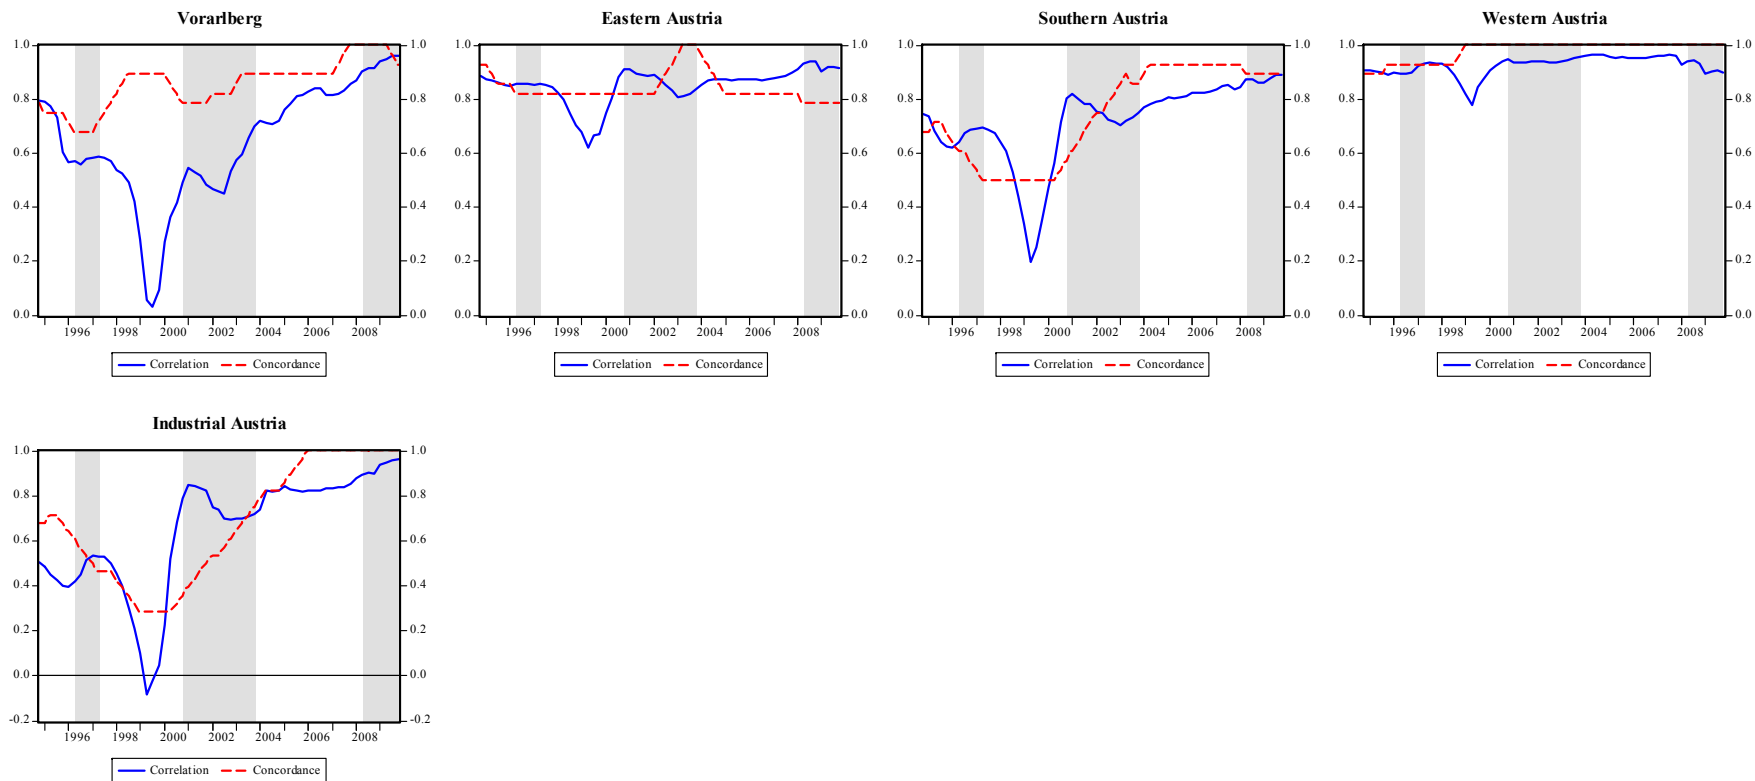 Vorarlberg
1.0 1.0
0.8 0.8
0.6 0.6
0.4 0.4
0.2 0.2
0.0 0.0
1996 1998 2000 2002 2004 2006 2008
Correlation Concordance
Eastern Austria
1.0 1.0
0.8 0.8
0.6 0.6
0.4 0.4
0.2 0.2
0.0 0.0
1996 1998 2000 2002 2004 2006 2008
Correlation Concordance
Southern Austria
1.0 1.0
0.8 0.8
0.6 0.6
0.4 0.4
0.2 0.2
0.0 0.0
1996 1998 2000 2002 2004 2006 2008
Correlation Concordance
Western Austria
1.0 1.0
0.8 0.8
0.6 0.6
0.4 0.4
0.2 0.2
0.0 0.0
1996 1998 2000 2002 2004 2006 2008
Correlation Concordance
Industrial Austria
1.0 1.0
0.8 0.8
0.6 0.6
0.4 0.4
0.2 0.2
0.0 0.0
-0.2 -0.2
1996 1998 2000 2002 2004 2006 2008
Correlation Concordance